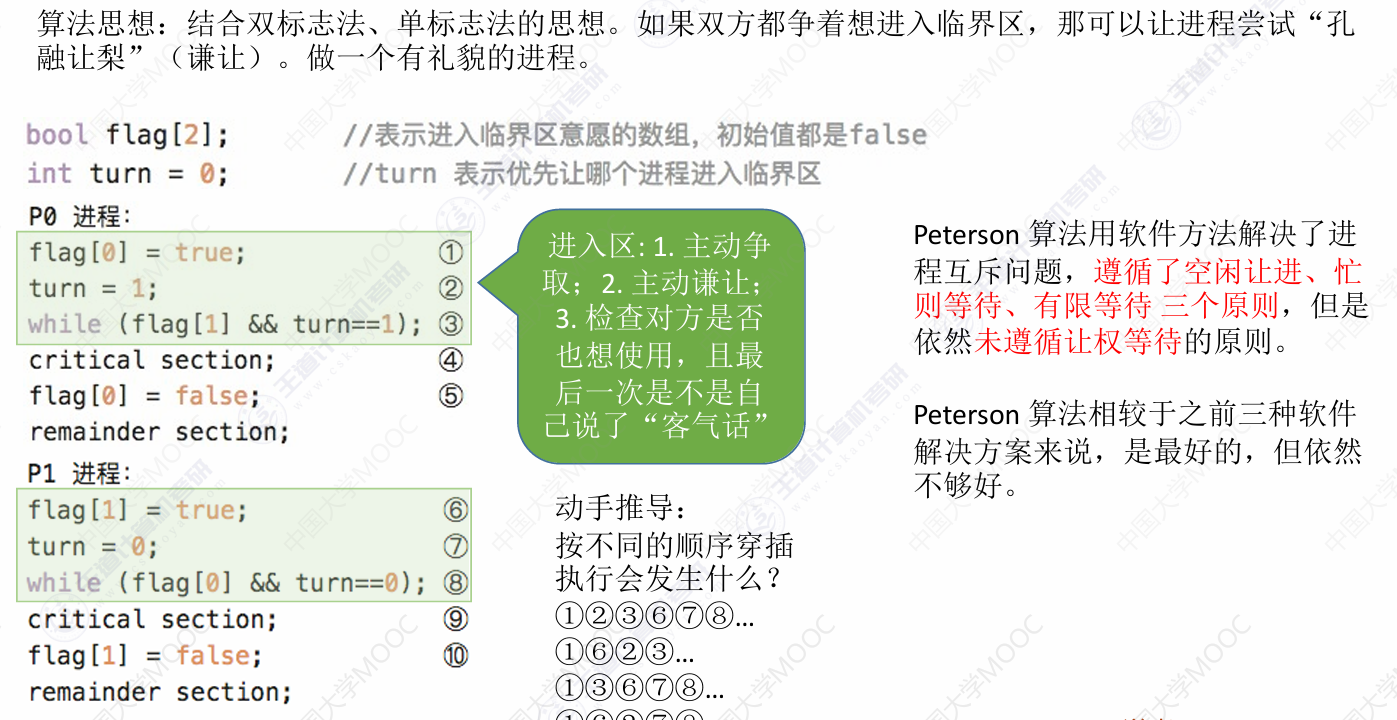 算法思想：结合双标志法、单标志法的思想。如果双方都争着想进入临界区，那可以让进程尝试“孔
融让梨”（谦让）。做一个有礼貌的进程。
bool flag[2]; //表示进入临界区意愿的数组，初始值都是false
int turn = 0; //turn 表示优先让哪个进程进入临界区
P0 进程：
flag[0] = true; ①
turn = 1; ②
while (flag[1] && turn==1); ③
critical section; ④
flag[0] = false; ⑤
remainder section;
P1 进程：
flag[1] = true; ⑥
turn = 0; ⑦
while (flag[0] && turn==0); ⑧
critical section; ⑨
flag[1] = false; ⑩
remainder section;
进入区: 1. 主动争
取；2. 主动谦让；
3. 检查对方是否
也想使用，且最
后一次是不是自
己说了“客气话”
动手推导：
按不同的顺序穿插
执行会发生什么？
①②③⑥⑦⑧…
①⑥②③…
①③⑥⑦⑧…
Peterson 算法用软件方法解决了进
程互斥问题，遵循了空闲让进、忙
则等待、有限等待 三个原则，但是
依然未遵循让权等待的原则。
Peterson 算法相较于之前三种软件
解决方案来说，是最好的，但依然
不够好。
中国大学MOOC
王道计算机考研
www.cskaoyan.com